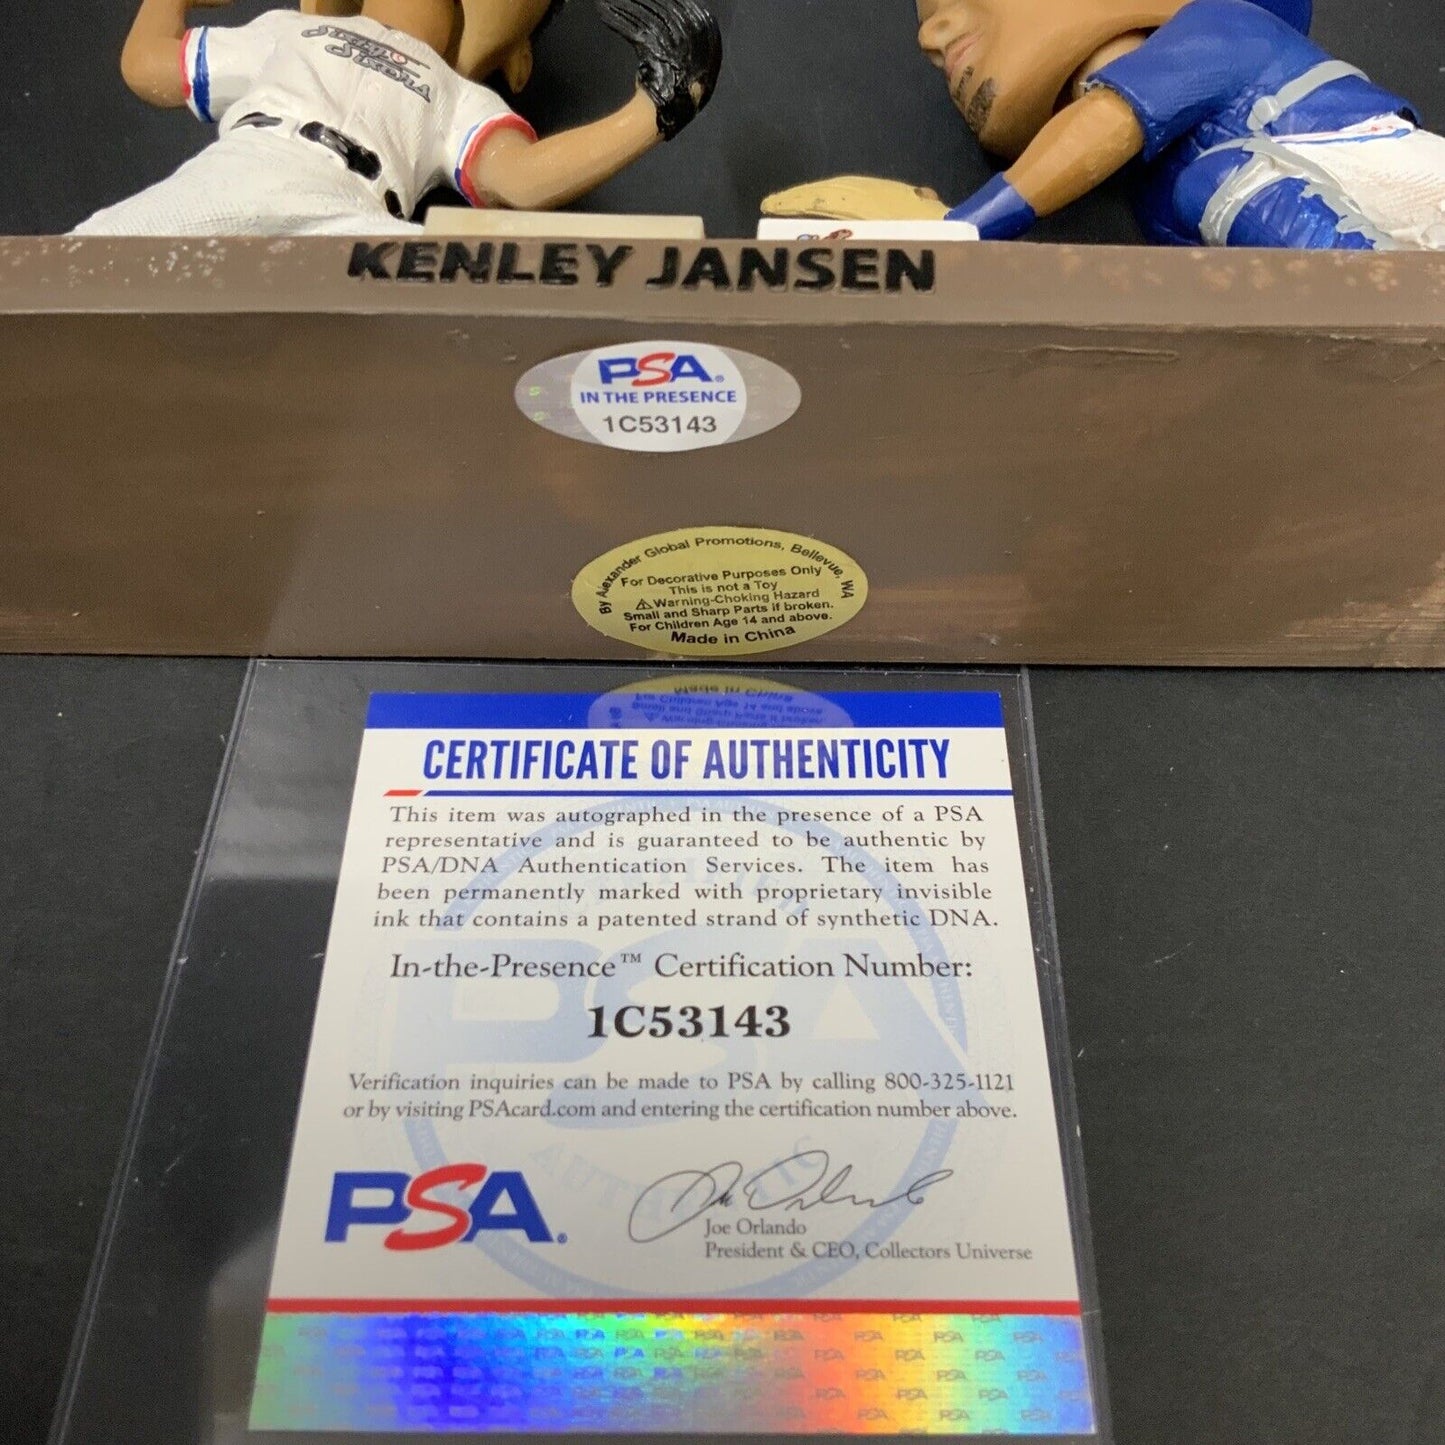 KENLEY JANSEN
PSA
IN THE PRESENCE
1C53143
By Alexander Global Promotions, Bellevue, WA
For Decorative Purposes Only
This is not a Toy
⚠Warning-Choking Hazard
Small and Sharp Parts if broken.
For Children Age 14 and above.
Made in China
CERTIFICATE OF AUTHENTICITY
This item was autographed in the presence of a PSA
representative and is guaranteed to be authentic by
PSA/DNA Authentication Services. The item has
been permanently marked with proprietary invisible
ink that contains a patented strand of synthetic DNA.
In-the-Presence™ Certification Number:
1C53143
Verification inquiries can be made to PSA by calling 800-325-1121
or by visiting PSAcard.com and entering the certification number above.
PSA®
Joe Orlando
President & CEO, Collectors Universe